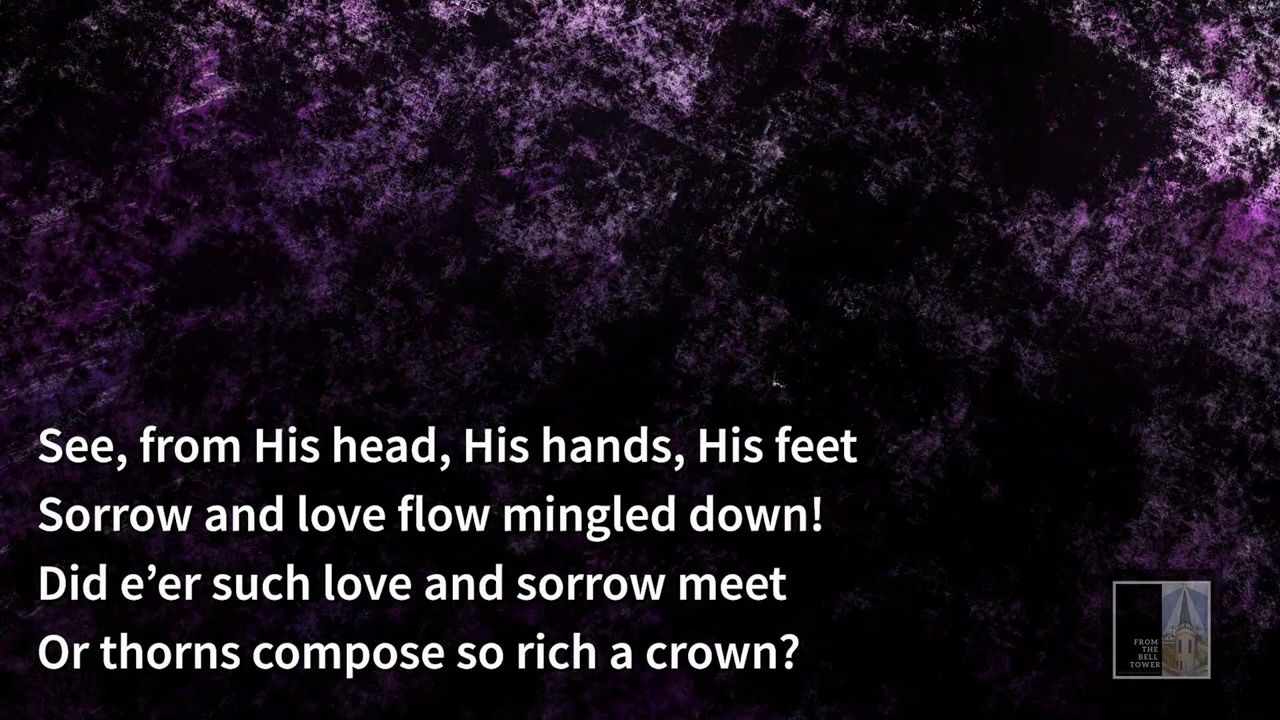 See, from His head, His hands, His feet
Sorrow and love flow mingled down!
Did e’er such love and sorrow meet
Or thorns compose so rich a crown?
FROM
THE
BELL
TOWER